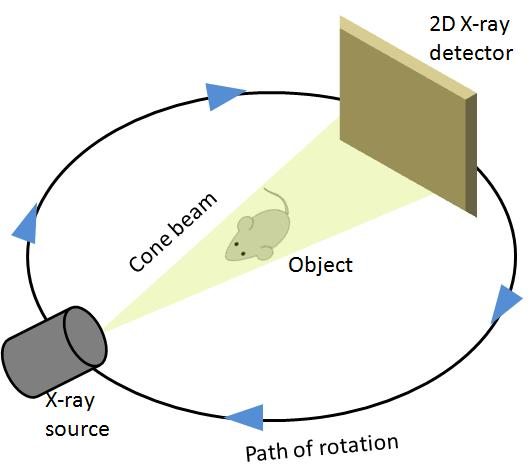 2D X-ray
detector
Cone beam
Object
X-ray
source
Path of rotation